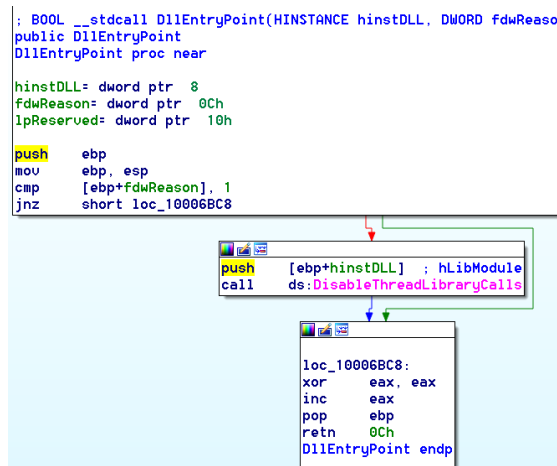 ; BOOL __stdcall DllEntryPoint(HINSTANCE hinstDLL, DWORD fdwReaso
public DllEntryPoint
DllEntryPoint proc near
hinstDLL= dword ptr  8
fdwReason= dword ptr  0Ch
lpReserved= dword ptr  10h
push    ebp
mov     ebp, esp
cmp     [ebp+fdwReason], 1
jnz     short loc_10006BC8
push    [ebp+hinstDLL]  ; hLibModule
call    ds:DisableThreadLibraryCalls
loc_10006BC8:
xor     eax, eax
inc     eax
pop     ebp
retn    0Ch
DllEntryPoint endp